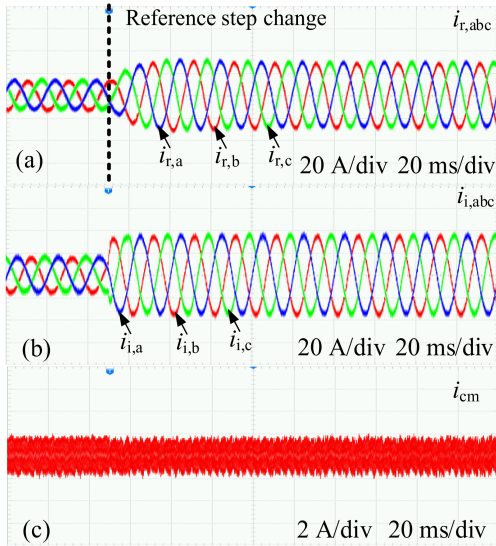 Reference step change
i_r,abc
(a)
i_r,a
i_r,b
i_r,c
20 A/div 20 ms/div
i_i,abc
(b)
i_i,a
i_i,b
i_i,c
20 A/div 20 ms/div
i_cm
(c)
2 A/div 20 ms/div